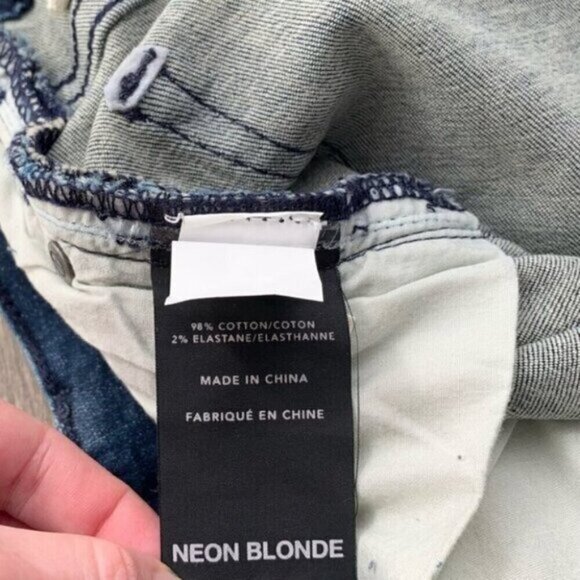 98% COTTON/COTON
2% ELASTANE/ELASTHANNE
MADE IN CHINA
FABRIQUÉ EN CHINE
NEON BLONDE